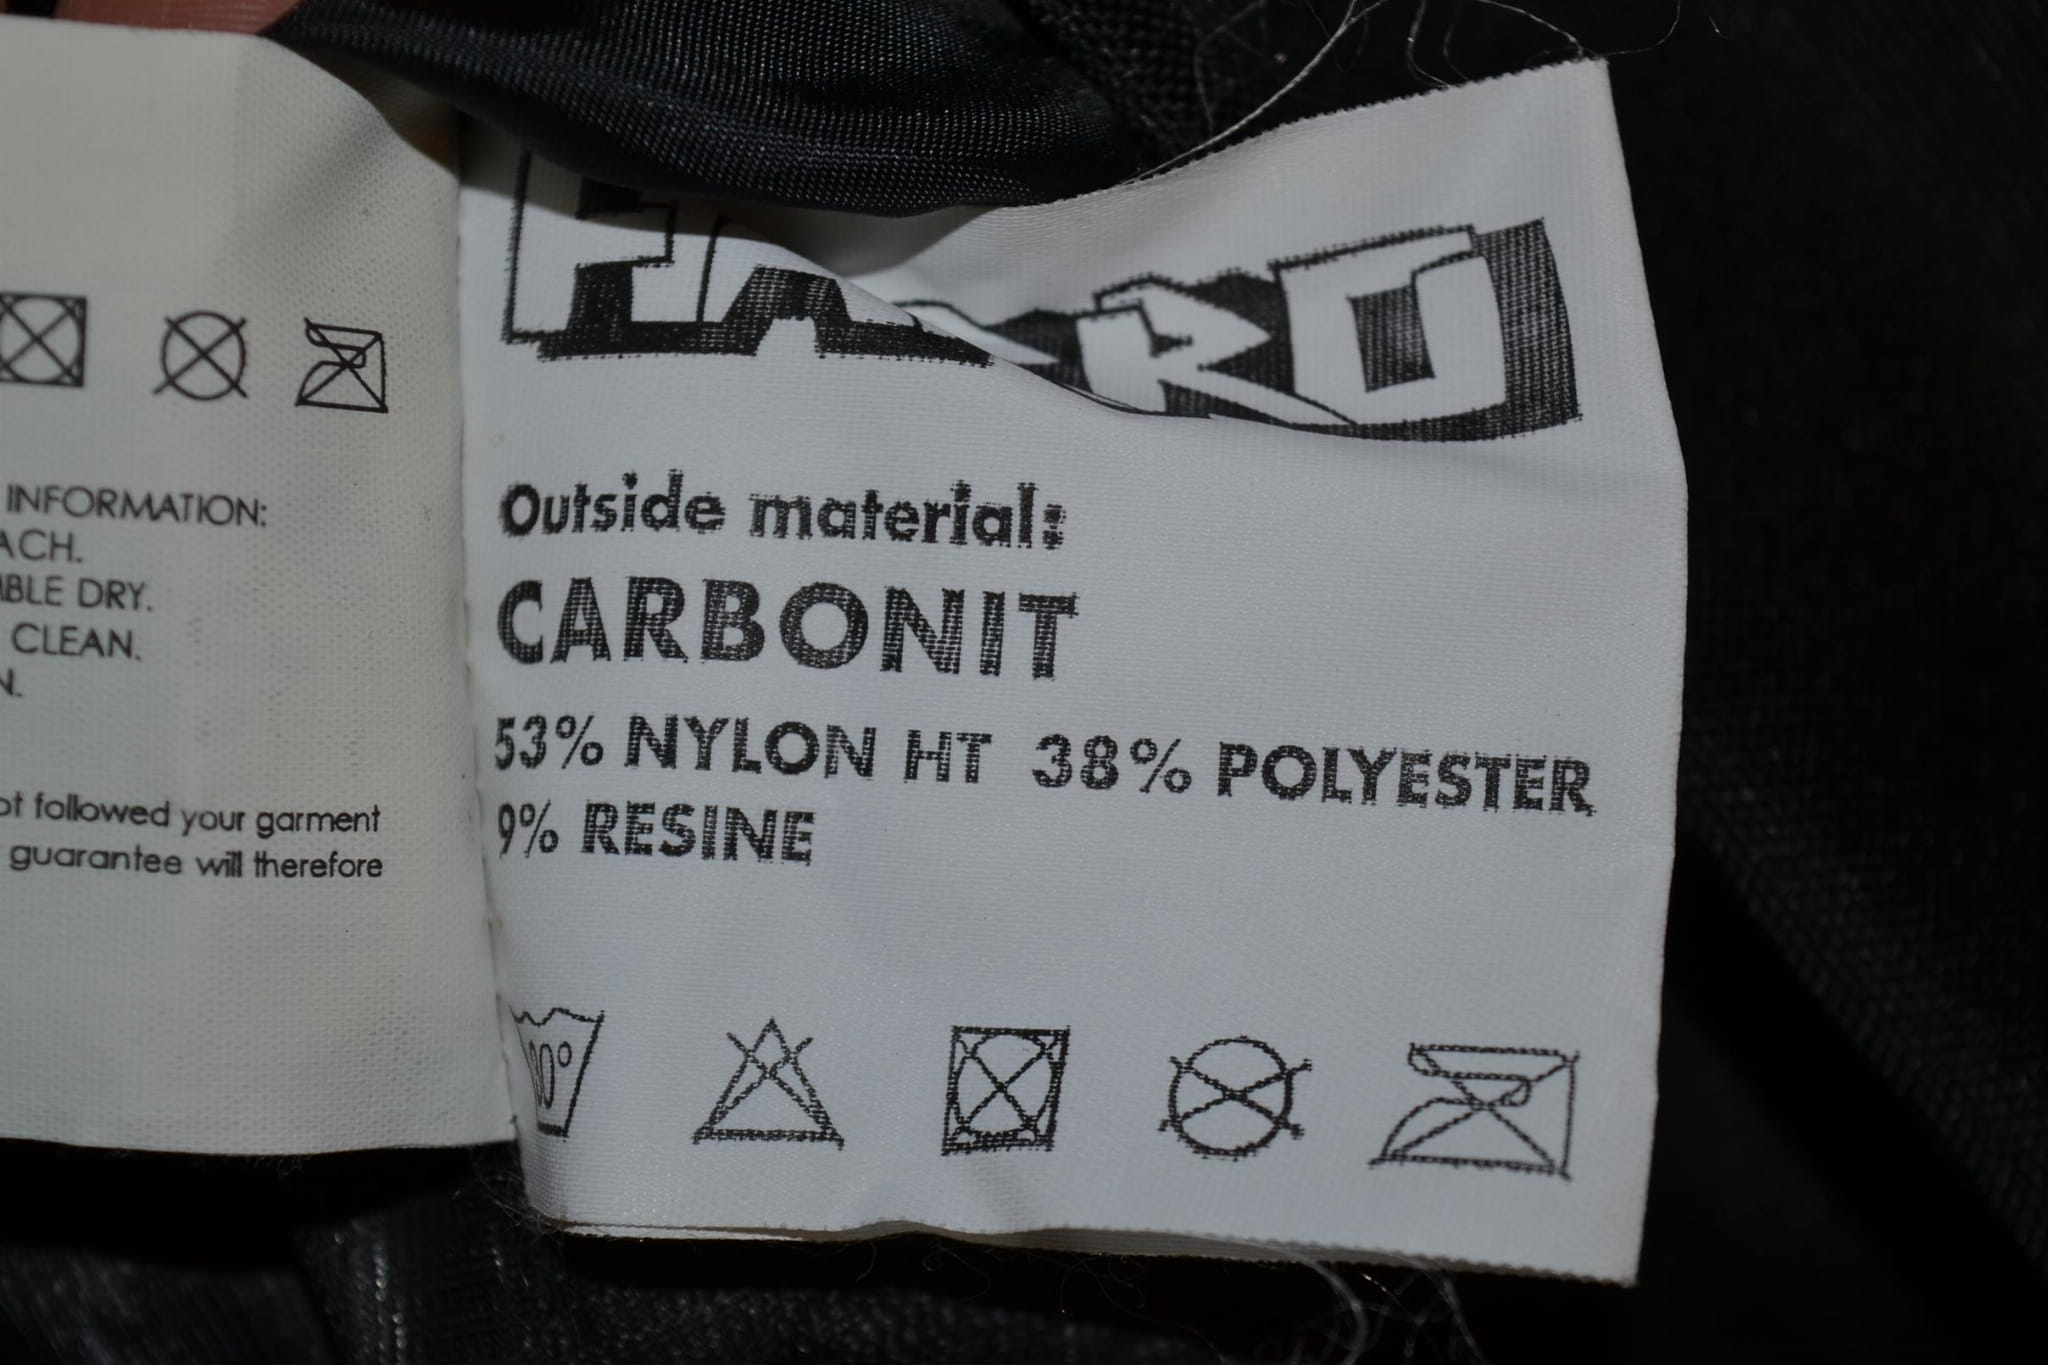 INFORMATION:
ACH.
BLE DRY.
CLEAN.
N.
ot followed your garment
guarantee will therefore
Outside material:
CARBONIT
53% NYLON HT 38% POLYESTER
9% RESINE